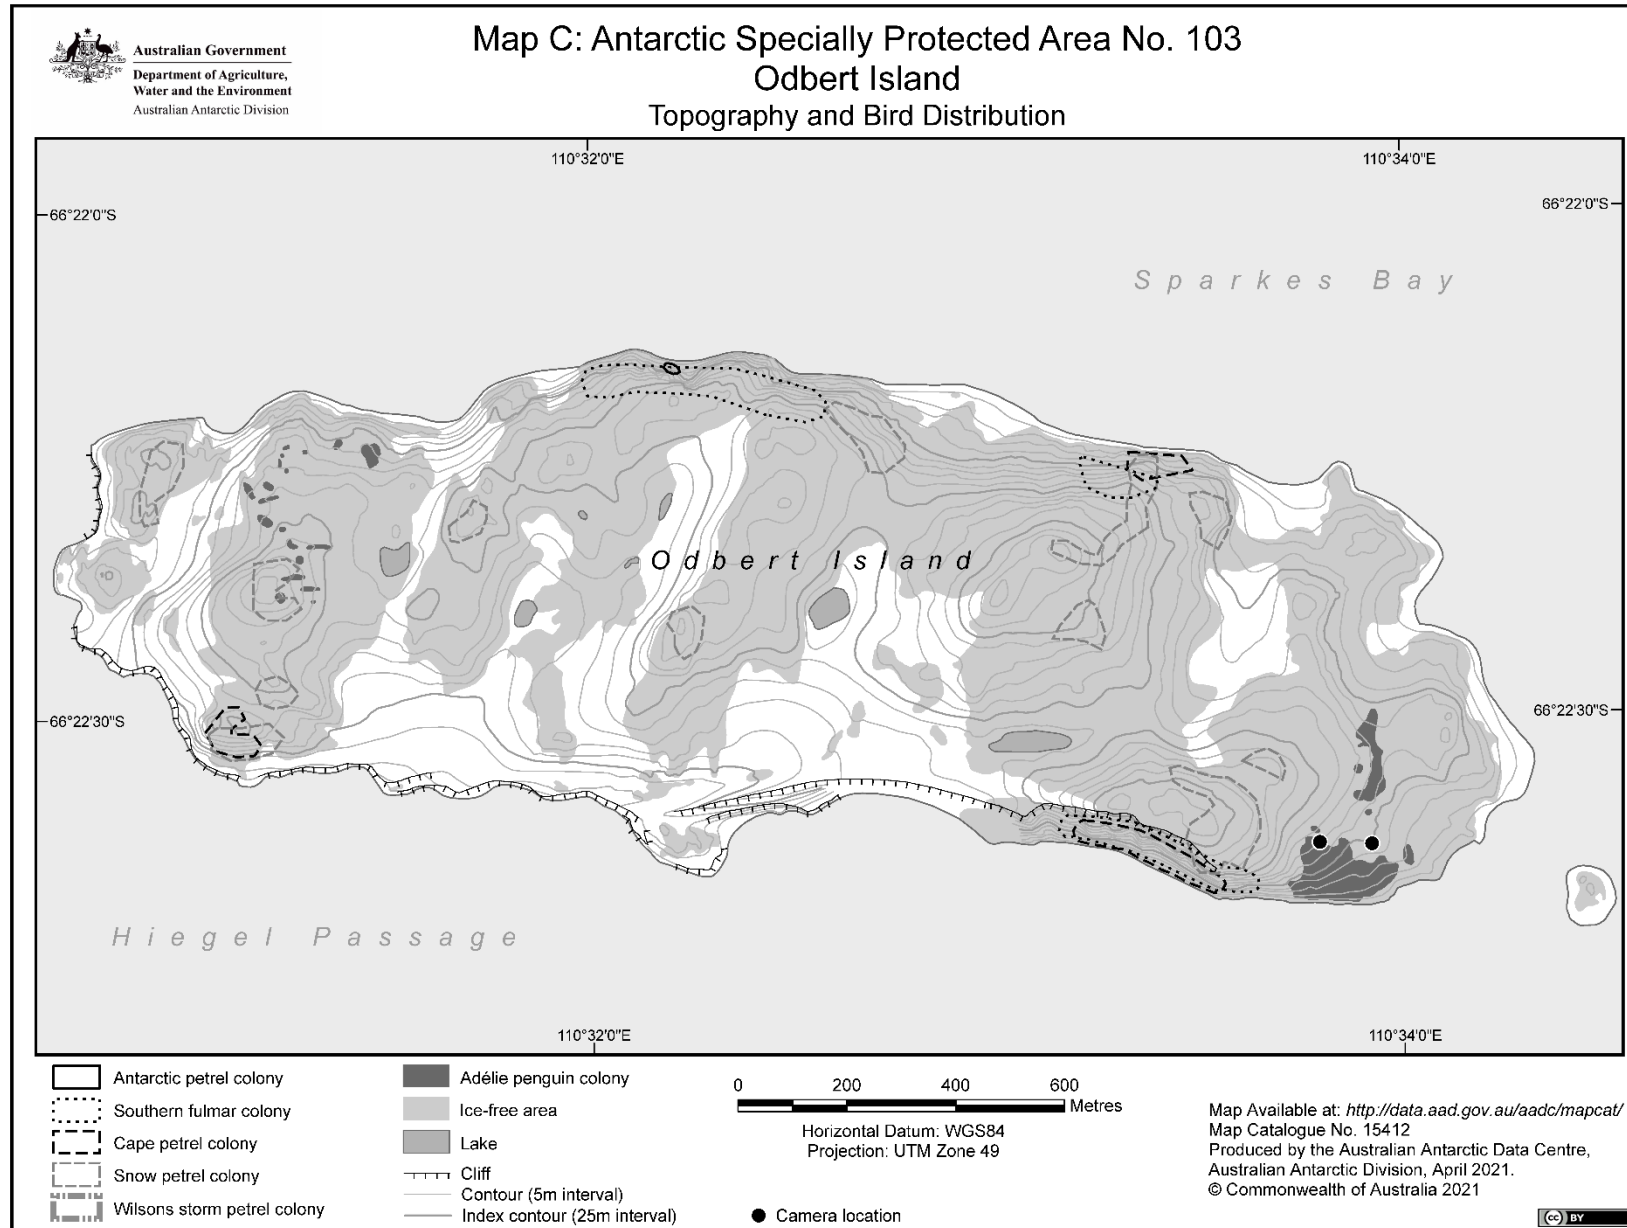 Australian Government
Department of Agriculture,
Water and the Environment
Australian Antarctic Division
Map C: Antarctic Specially Protected Area No. 103
Odbert Island
Topography and Bird Distribution
110°32'0"E
110°34'0"E
66°22'0"S
66°22'0"S
Sparkes Bay
Odbert Island
66°22'30"S
66°22'30"S
Hiegel Passage
110°32'0"E
110°34'0"E
Antarctic petrel colony
Southern fulmar colony
Cape petrel colony
Snow petrel colony
Wilsons storm petrel colony
Adélie penguin colony
Ice-free area
Lake
Cliff
Contour (5m interval)
Index contour (25m interval)
0 200 400 600
Metres
Horizontal Datum: WGS84
Projection: UTM Zone 49
Camera location
Map Available at: http://data.aad.gov.au/aadc/mapcat/
Map Catalogue No. 15412
Produced by the Australian Antarctic Data Centre,
Australian Antarctic Division, April 2021.
© Commonwealth of Australia 2021
cc BY